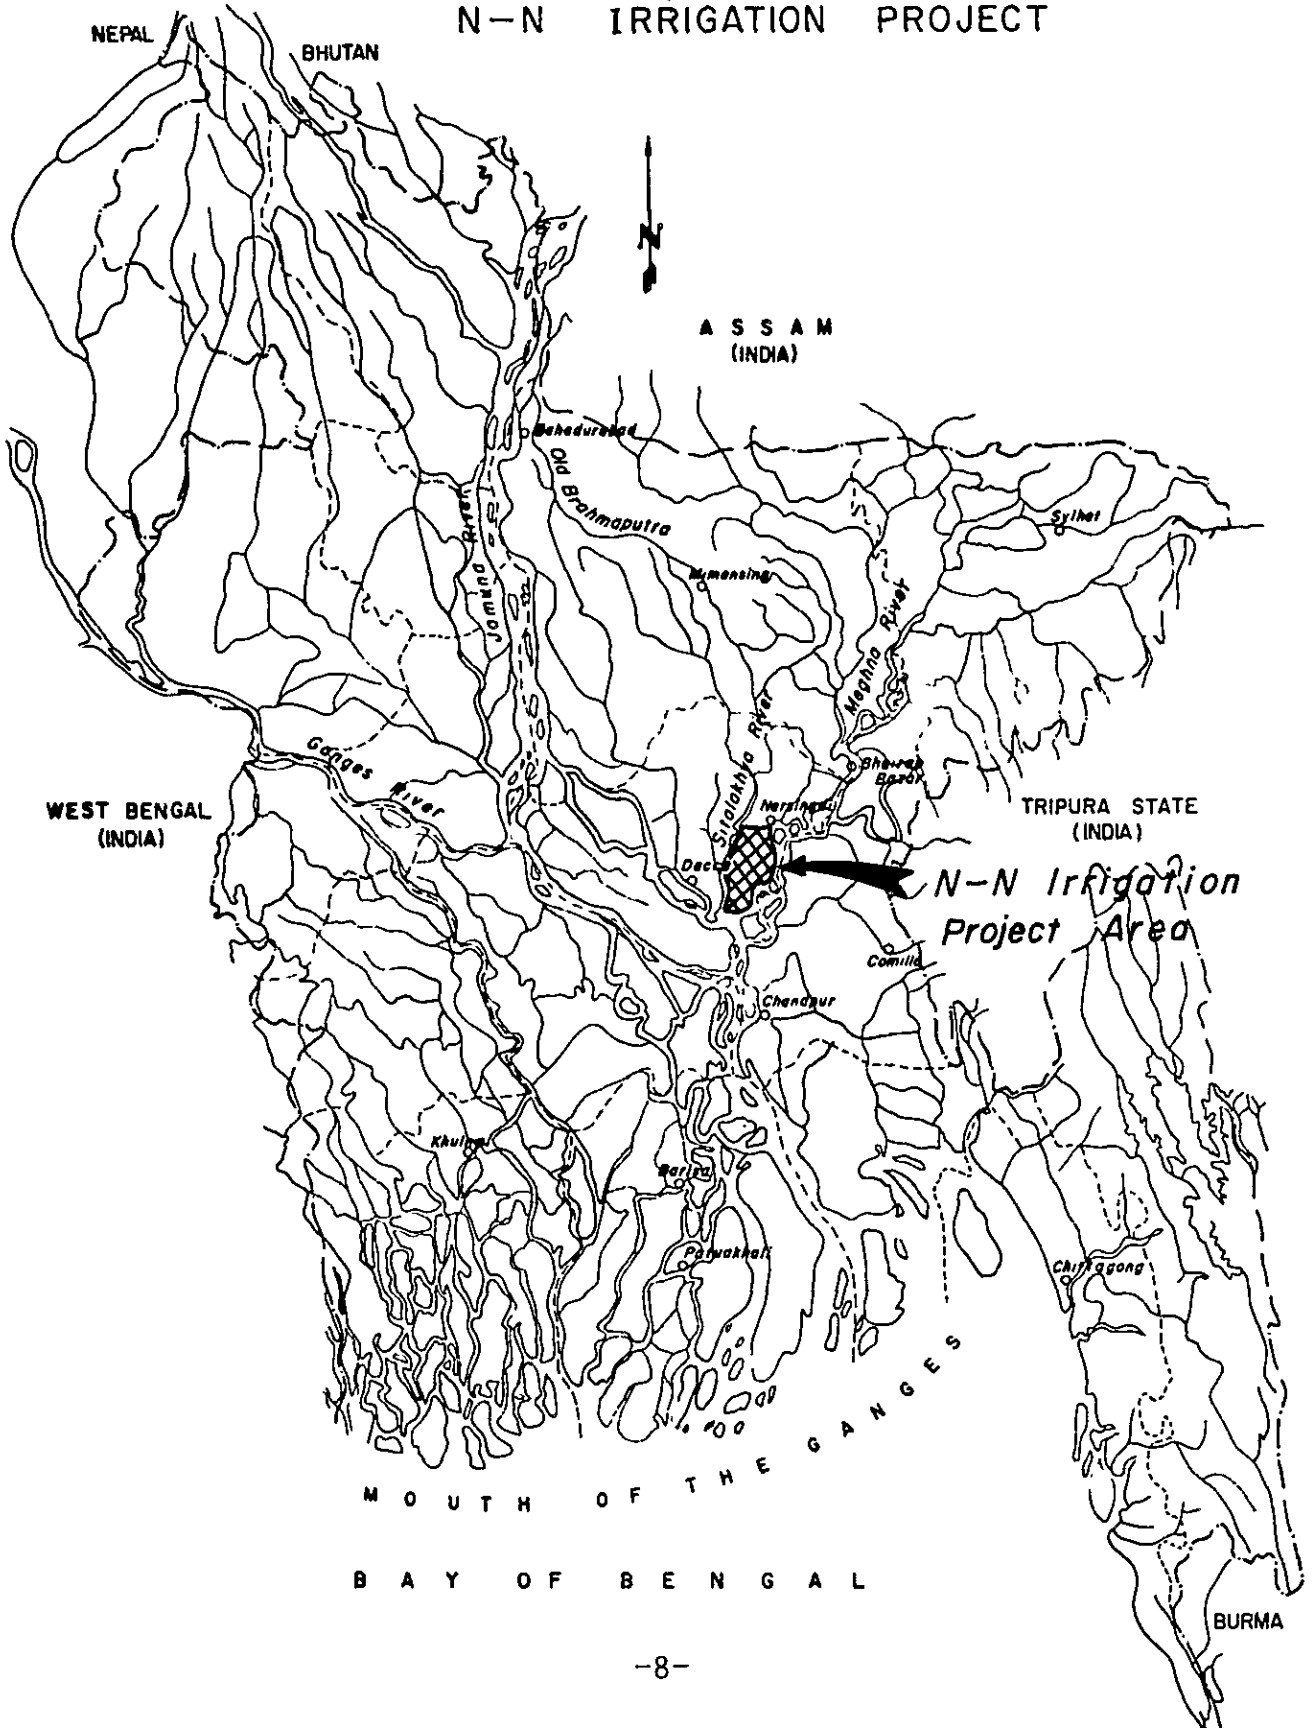 N-N IRRIGATION PROJECT
NEPAL
BHUTAN
N
ASSAM
(INDIA)
Bahadurabad
Old Brahmaputra
Jamuna River
Sylhet
Mymensing
Meghna River
Sitalakhya River
Bhairab
Bazar
Ganges
River
Narsingdi
WEST BENGAL
(INDIA)
TRIPURA STATE
(INDIA)
Dacca
N-N Irrigation
Project Area
Comilla
Chandpur
Khulna
Barisa
Patuakhali
Chittagong
MOUTH OF THE GANGES
BAY OF BENGAL
BURMA
-8-